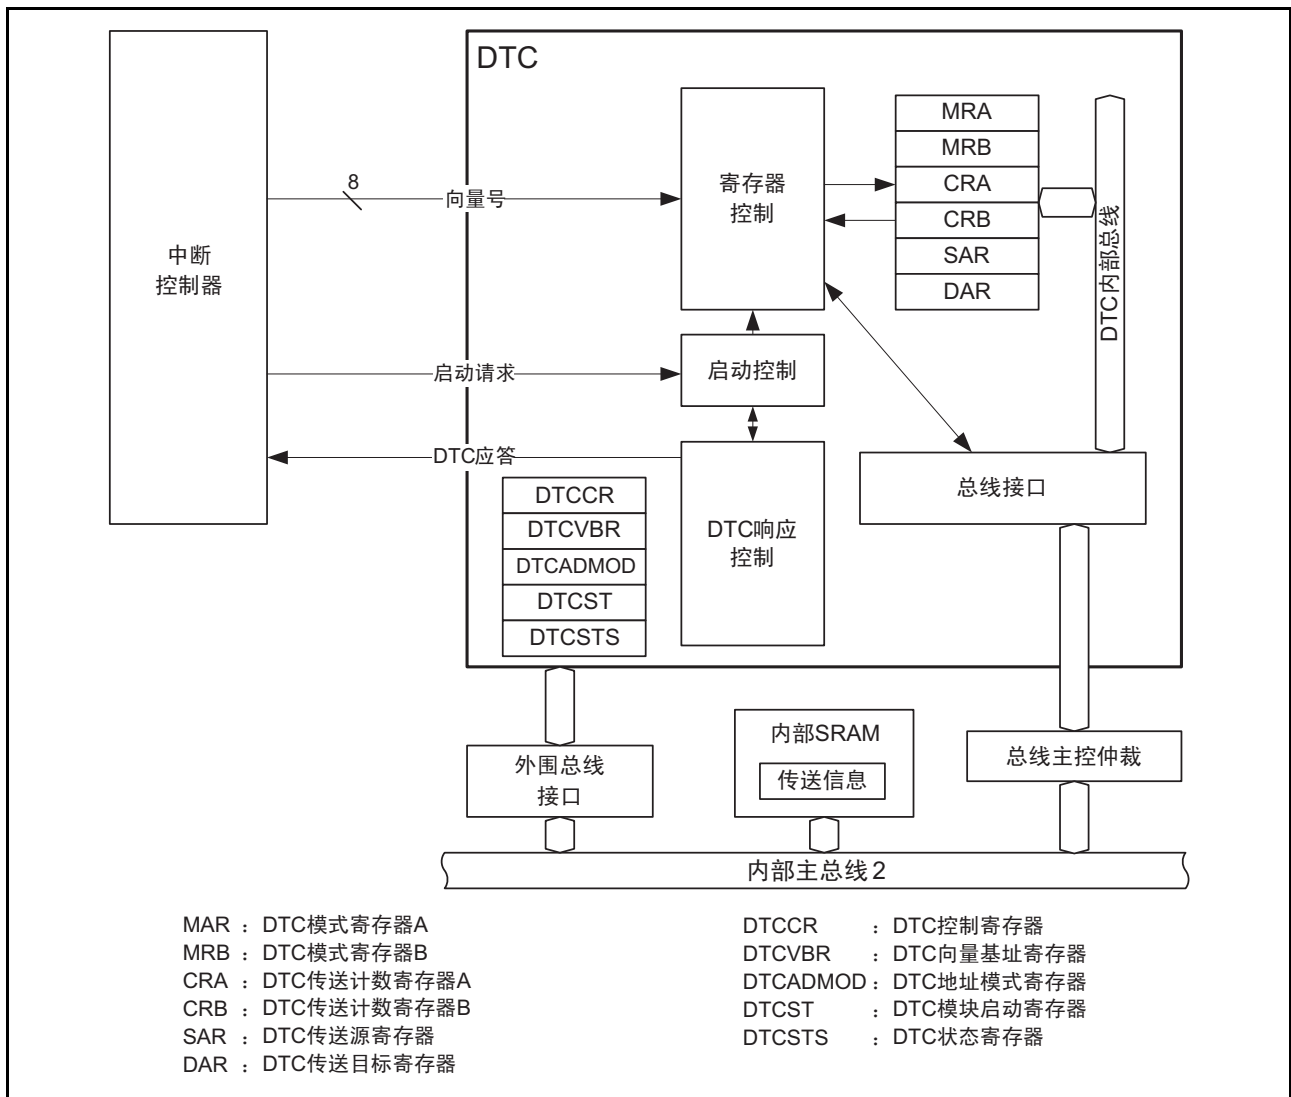 DTC
中断
控制器
8
向量号
启动请求
DTC应答
寄存器
控制
启动控制
DTC响应
控制
MRA
MRB
CRA
CRB
SAR
DAR
DTC内部总线
总线接口
DTCCR
DTCVBR
DTCADMOD
DTCST
DTCSTS
外围总线
接口
内部SRAM
传送信息
总线主控仲裁
内部主总线2
MAR : DTC模式寄存器A
MRB : DTC模式寄存器B
CRA : DTC传送计数寄存器A
CRB : DTC传送计数寄存器B
SAR : DTC传送源寄存器
DAR : DTC传送目标寄存器
DTCCR : DTC控制寄存器
DTCVBR : DTC向量基址寄存器
DTCADMOD : DTC地址模式寄存器
DTCST : DTC模块启动寄存器
DTCSTS : DTC状态寄存器